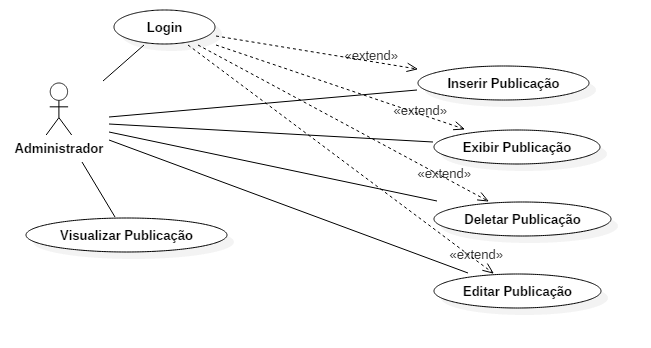 Login
«extend»
Inserir Publicação
«extend»
Administrador
Exibir Publicação
«extend»
Deletar Publicação
Visualizar Publicação
«extend»
Editar Publicação